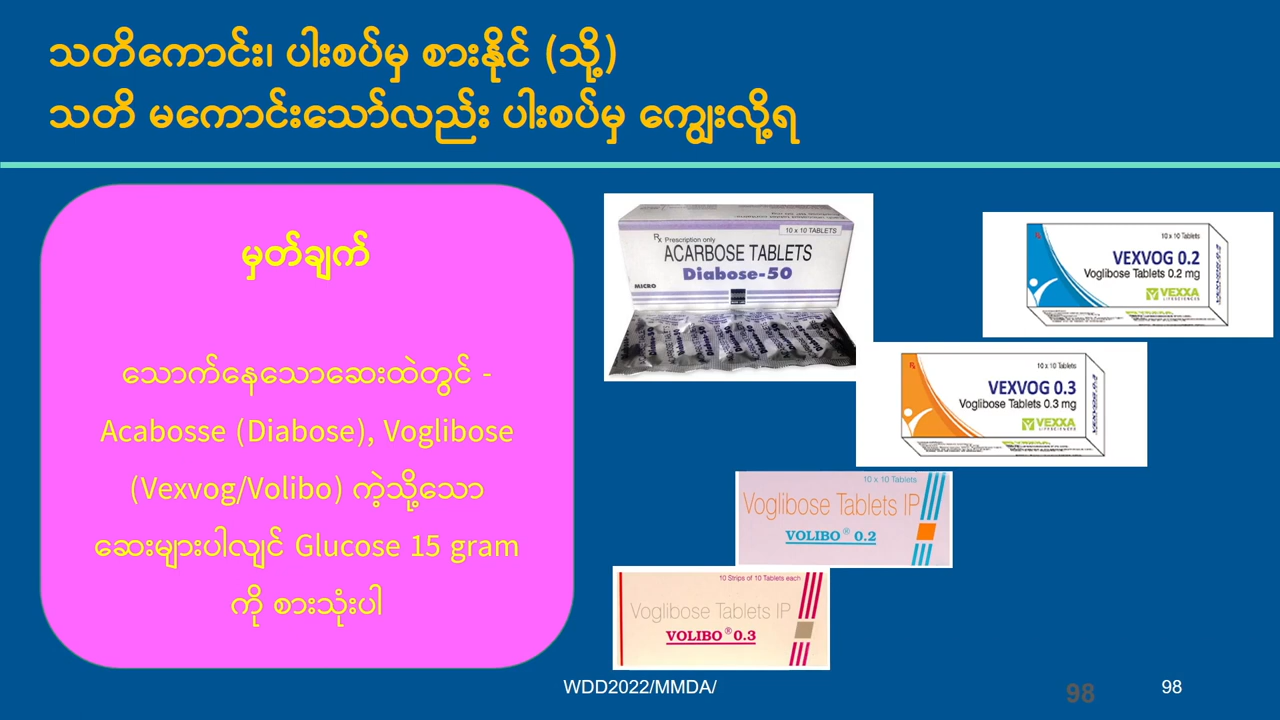 သတိကောင်း၊ ပါးစပ်မှ စားနိုင် (သို့)
သတိ မကောင်းသော်လည်း ပါးစပ်မှ ကျွေးလို့ရ
မှတ်ချက်
သောက်နေသောဆေးထဲတွင် -
Acabosse (Diabose), Voglibose
(Vexvog/Volibo) ကဲ့သို့သော
ဆေးများပါလျင် Glucose 15 gram
ကို စားသုံးပါ
10 x 10 TABLETS
Rx Prescription only
ACARBOSE TABLETS
Diabose-50
MICRO
Diabose-50
10 x 10 Tablets
VEXVOG 0.2
Voglibose Tablets 0.2 mg
VEXXA
LIFESCIENCES
10 x 10 Tablets
VEXVOG 0.3
Voglibose Tablets 0.3 mg
VEXXA
LIFESCIENCES
10 x 10 Tablets
Voglibose Tablets IP
VOLIBO® 0.2
10 Strips of 10 Tablets each
Voglibose Tablets IP
VOLIBO® 0.3
WDD2022/MMDA/
98
98